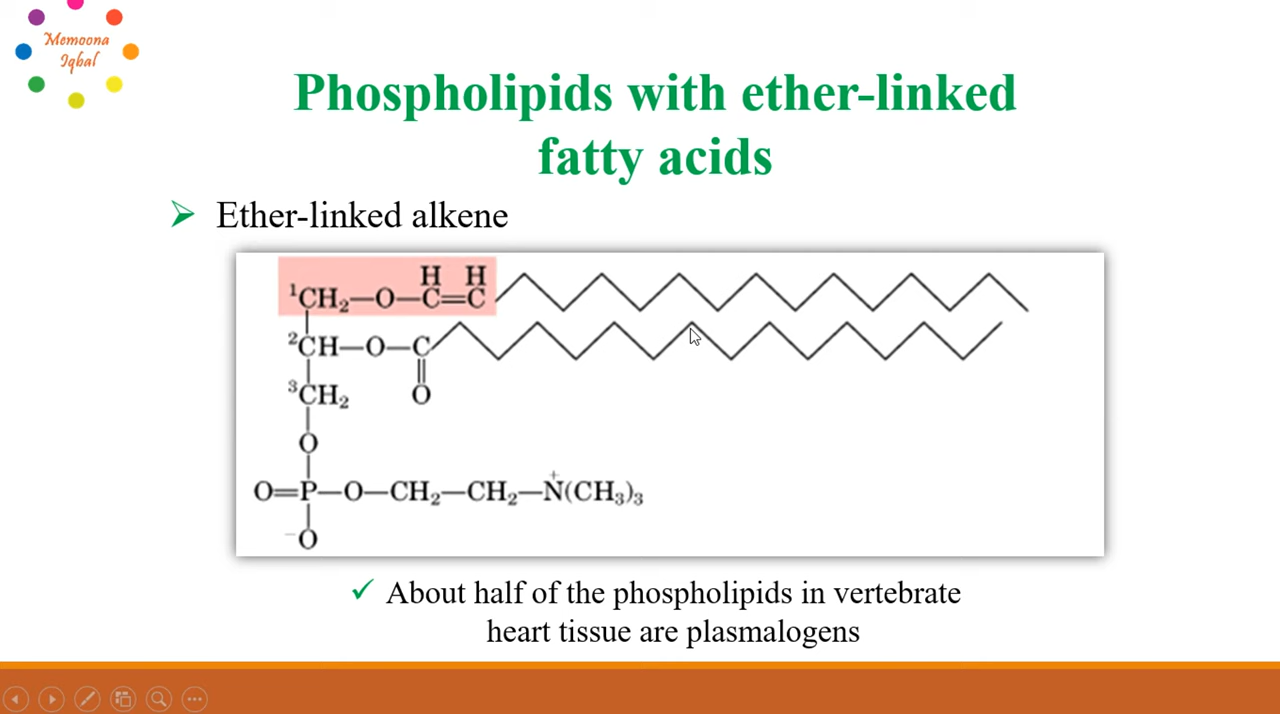 Memoona
Iqbal
Phospholipids with ether-linked
fatty acids
Ether-linked alkene
H H
¹CH₂—O—C=C
²CH—O—C
³CH₂ O
O
O=P—O—CH₂—CH₂—N⁺(CH₃)₃
⁻O
About half of the phospholipids in vertebrate
heart tissue are plasmalogens